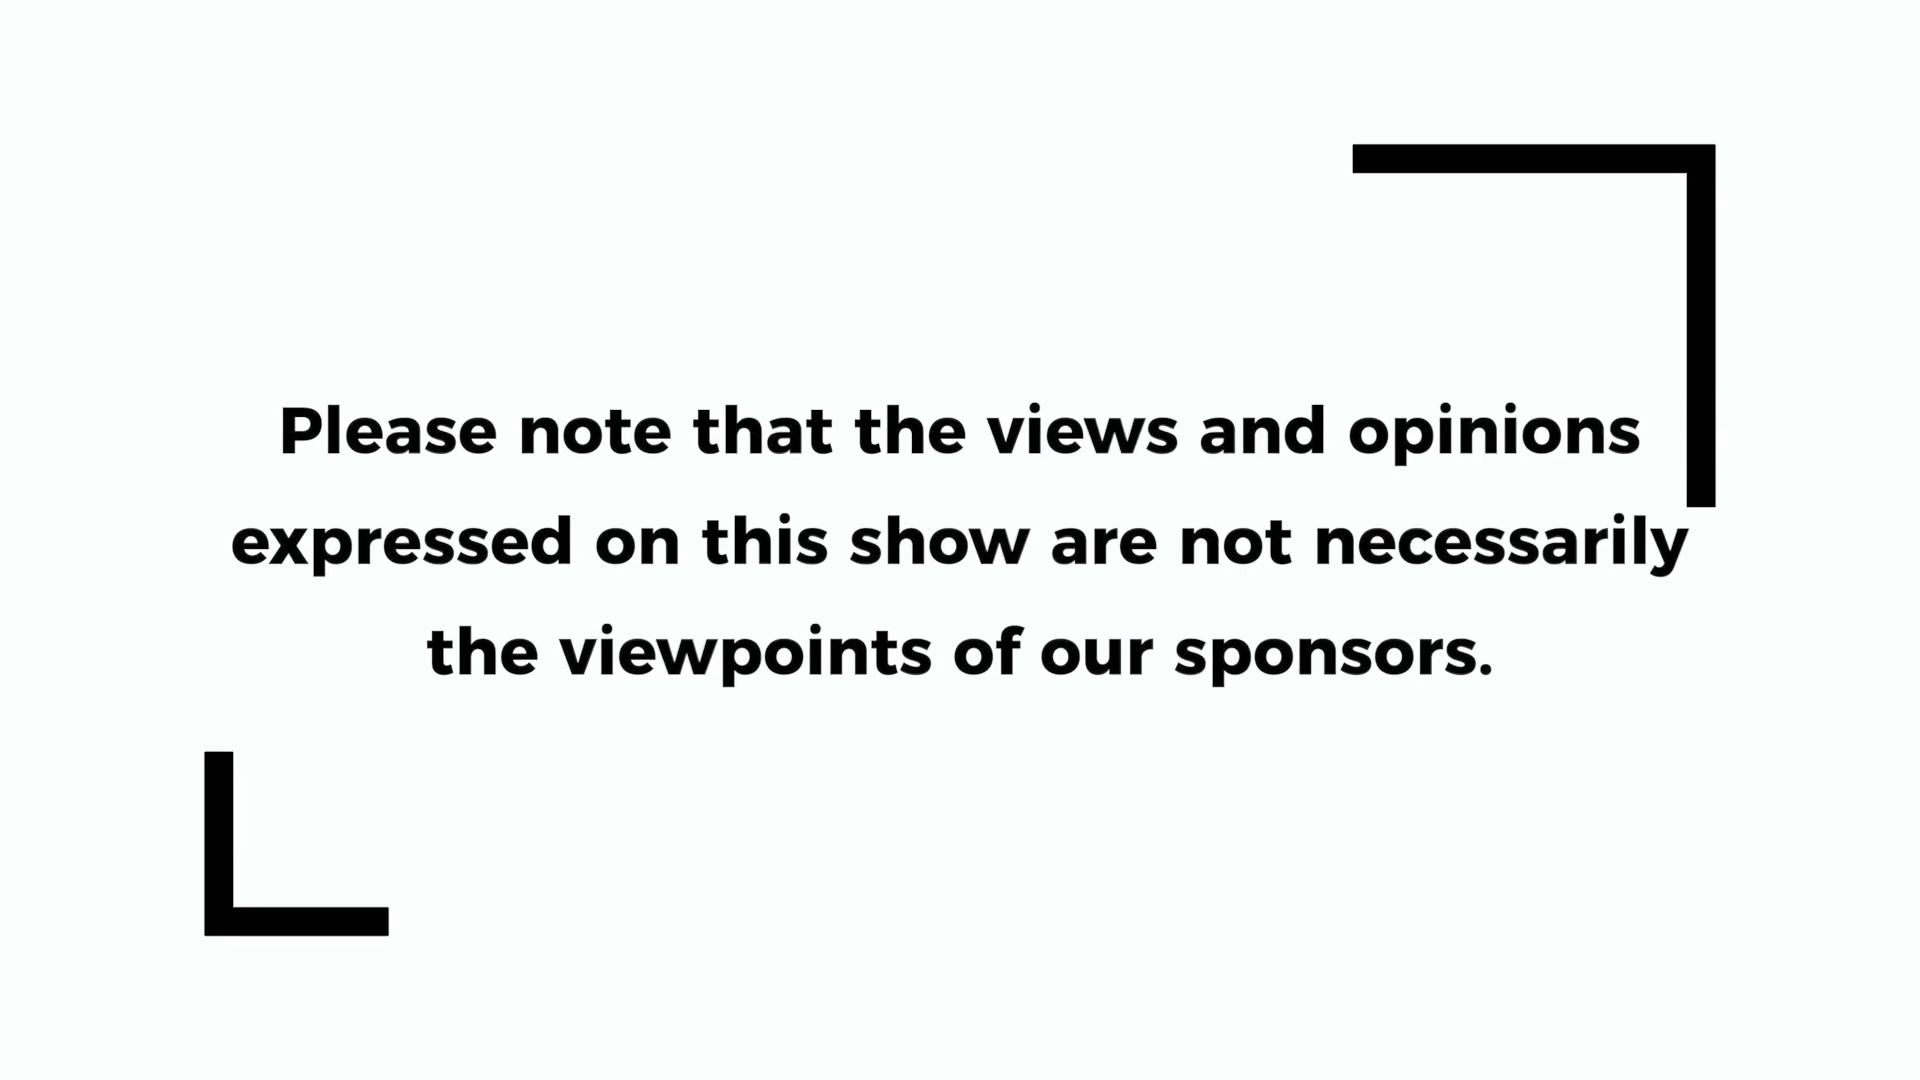 Please note that the views and opinions
expressed on this show are not necessarily
the viewpoints of our sponsors.